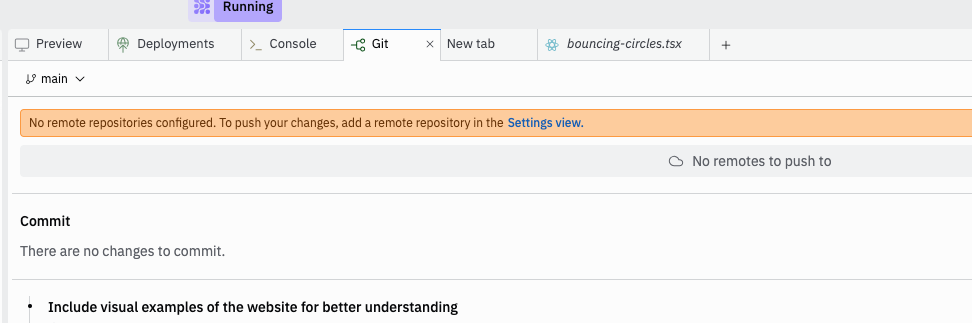 Running
Preview
Deployments
Console
Git
New tab
bouncing-circles.tsx
main
No remote repositories configured. To push your changes, add a remote repository in the Settings view.
No remotes to push to
Commit
There are no changes to commit.
Include visual examples of the website for better understanding